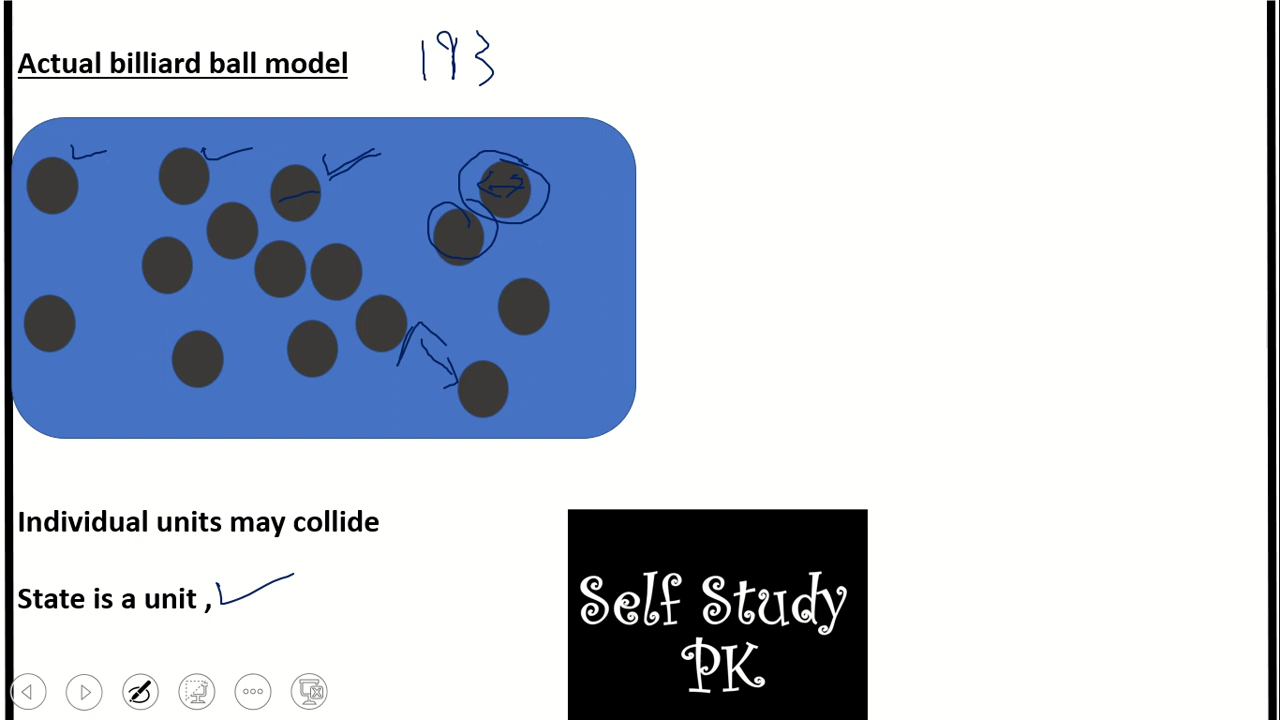 Actual billiard ball model 193
Individual units may collide
State is a unit ,
Self Study
PK